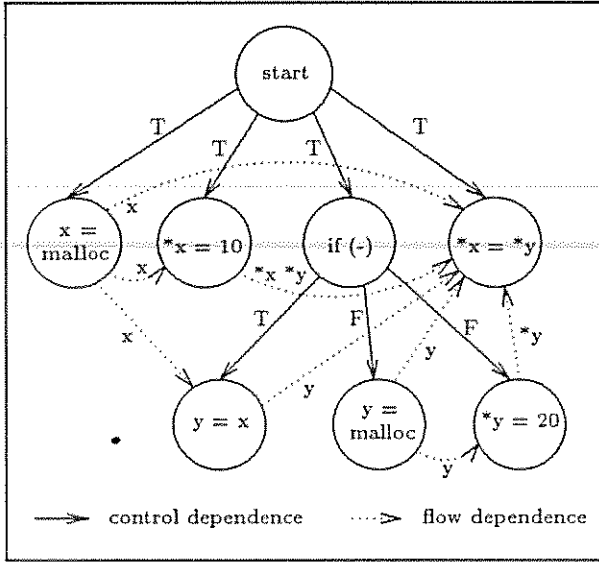 start
T T T T
x
x = malloc
*x = 10
if (-)
*x = *y
x
*x *y
x
T F F
y
y
*y
y = x
y = malloc
*y = 20
y
control dependence
flow dependence